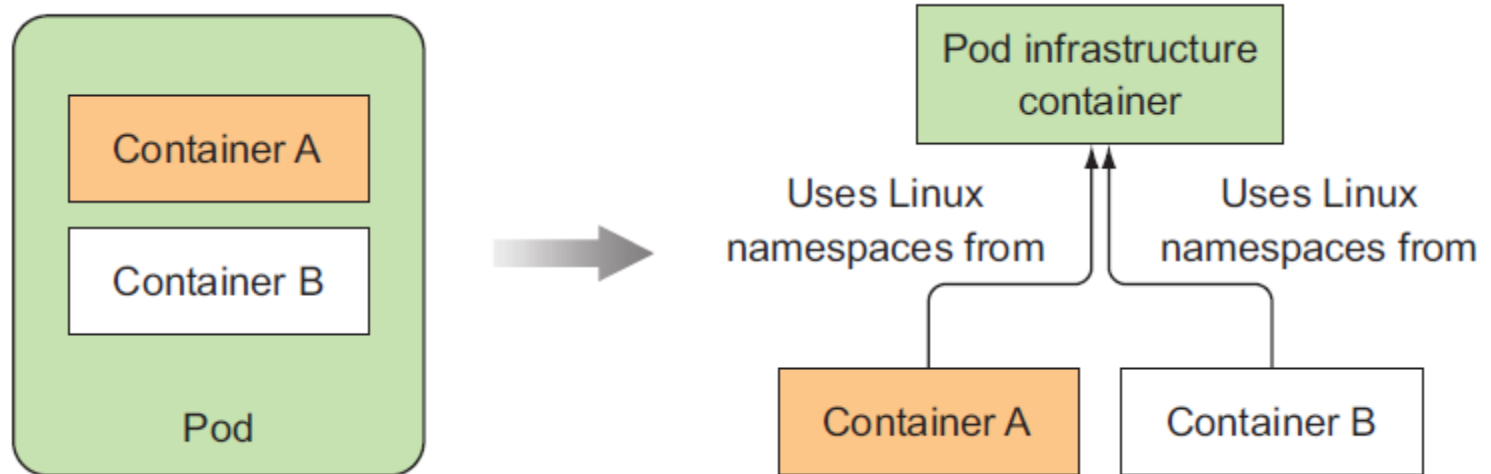 Container A
Container B
Pod
Pod infrastructure
container
Uses Linux
namespaces from
Uses Linux
namespaces from
Container A
Container B